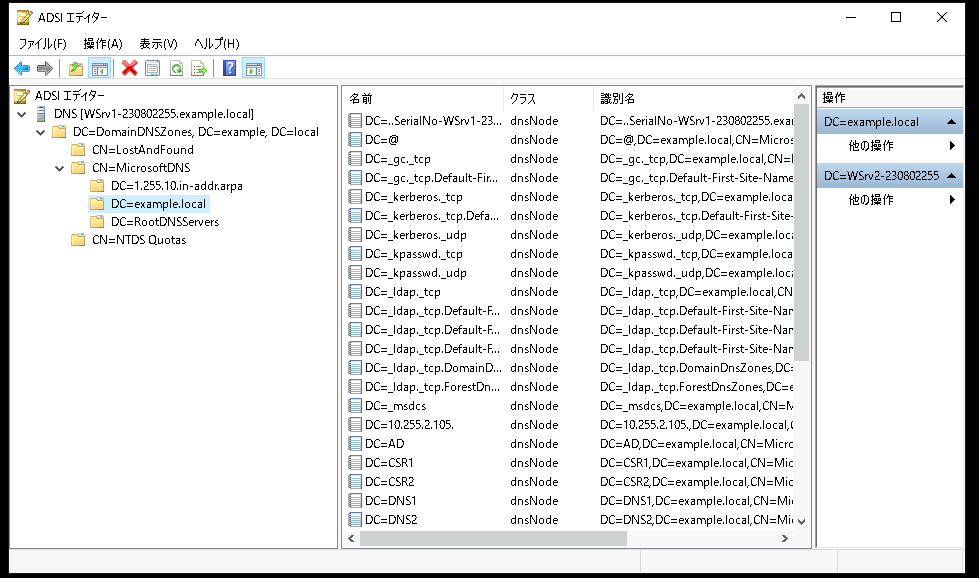 ADSI エディター
ファイル(F) 操作(A) 表示(V) ヘルプ(H)
ADSI エディター
DNS [WSrv1-230802255.example.local]
DC=DomainDNSZones, DC=example, DC=local
CN=LostAndFound
CN=MicrosoftDNS
DC=1.255.10.in-addr.arpa
DC=example.local
DC=RootDNSServers
CN=NTDS Quotas
名前 クラス 識別名
DC=..SerialNo-WSrv1-23... dnsNode DC=..SerialNo-WSrv1-230802255.exa
DC=@ dnsNode DC=@,DC=example.local,CN=Micros
DC=_gc._tcp dnsNode DC=_gc._tcp,DC=example.local,CN=
DC=_gc._tcp.Default-Fir... dnsNode DC=_gc._tcp.Default-First-Site-Name
DC=_kerberos._tcp dnsNode DC=_kerberos._tcp,DC=example.loca
DC=_kerberos._tcp.Defa... dnsNode DC=_kerberos._tcp.Default-First-Site-
DC=_kerberos._udp dnsNode DC=_kerberos._udp,DC=example.loc
DC=_kpasswd._tcp dnsNode DC=_kpasswd._tcp,DC=example.loca
DC=_kpasswd._udp dnsNode DC=_kpasswd._udp,DC=example.loc
DC=_ldap._tcp dnsNode DC=_ldap._tcp,DC=example.local,CN
DC=_ldap._tcp.Default-F... dnsNode DC=_ldap._tcp.Default-First-Site-Nar
DC=_ldap._tcp.Default-F... dnsNode DC=_ldap._tcp.Default-First-Site-Nar
DC=_ldap._tcp.Default-F... dnsNode DC=_ldap._tcp.Default-First-Site-Nar
DC=_ldap._tcp.DomainD... dnsNode DC=_ldap._tcp.DomainDnsZones,DC=
DC=_ldap._tcp.ForestDn... dnsNode DC=_ldap._tcp.ForestDnsZones,DC=e
DC=_msdcs dnsNode DC=_msdcs,DC=example.local,CN=M
DC=10.255.2.105. dnsNode DC=10.255.2.105.,DC=example.local,
DC=AD dnsNode DC=AD,DC=example.local,CN=Micro
DC=CSR1 dnsNode DC=CSR1,DC=example.local,CN=Mic
DC=CSR2 dnsNode DC=CSR2,DC=example.local,CN=Mic
DC=DNS1 dnsNode DC=DNS1,DC=example.local,CN=Mi
DC=DNS2 dnsNode DC=DNS2,DC=example.local,CN=Mi
操作
DC=example.local
他の操作
DC=WSrv2-230802255
他の操作